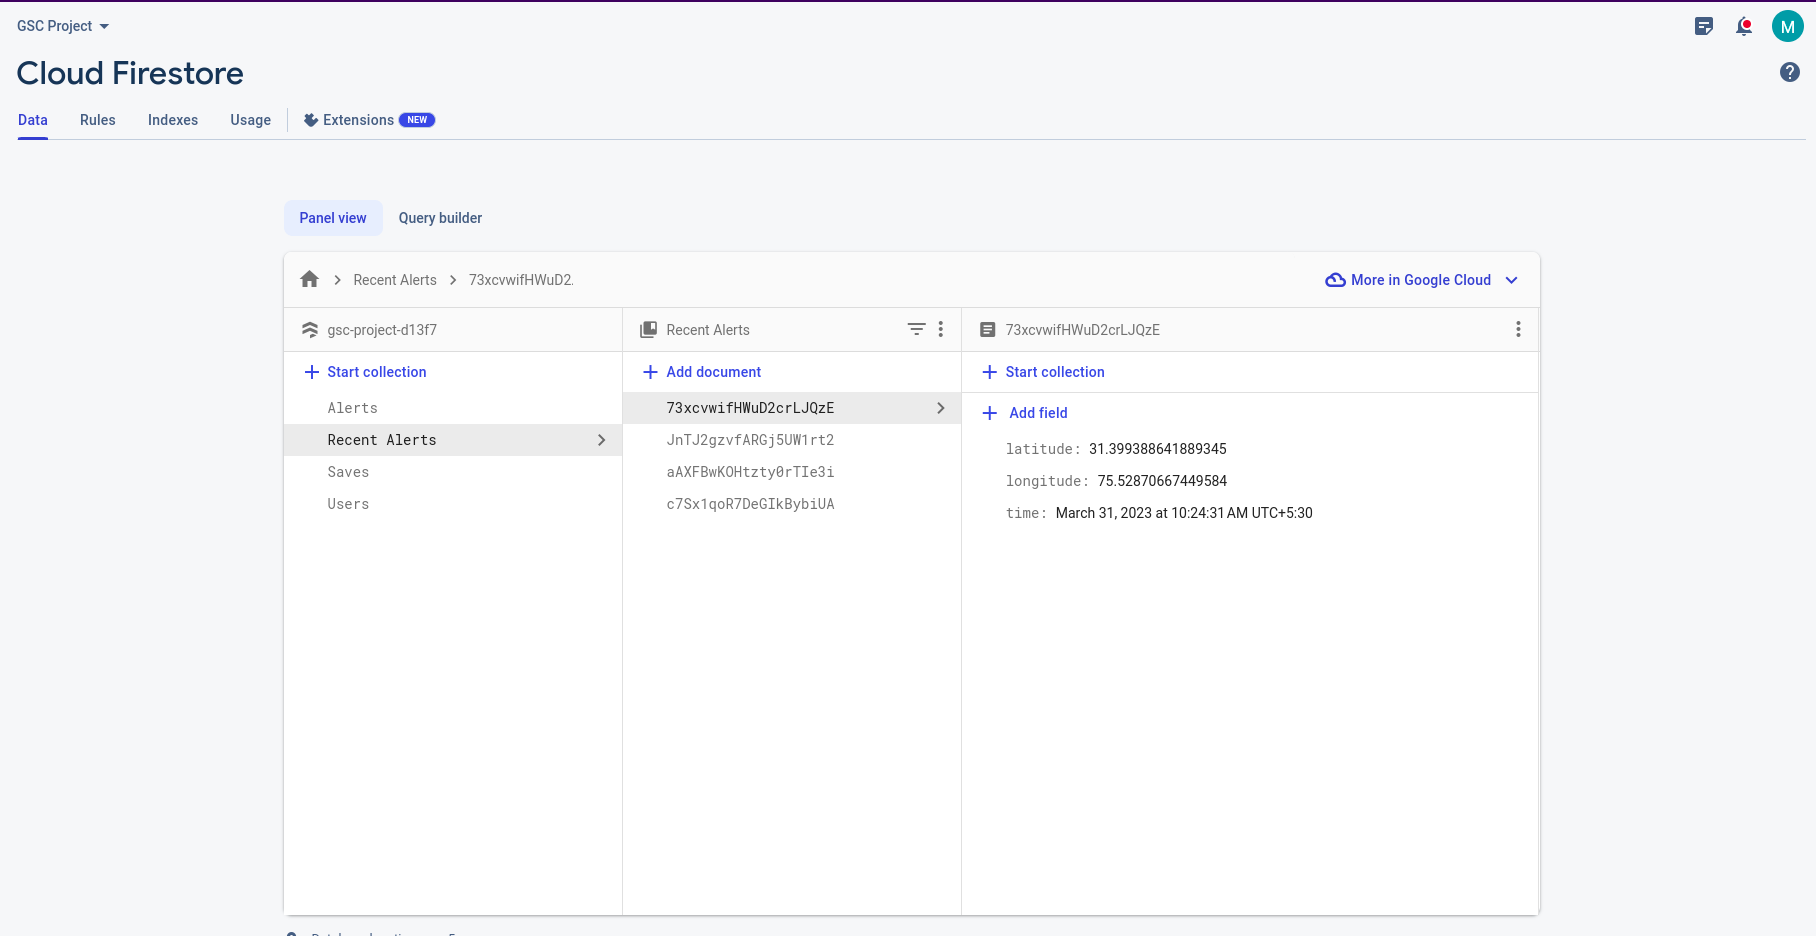 GSC Project
M
Cloud Firestore
Data Rules Indexes Usage Extensions NEW
Panel view Query builder
Recent Alerts 73xcvwifHWuD2.
More in Google Cloud
gsc-project-d13f7 Recent Alerts 73xcvwifHWuD2crLJQzE
Start collection Add document Start collection
Alerts 73xcvwifHWuD2crLJQzE Add field
Recent Alerts JnTJ2gzvfARGj5UW1rt2 latitude: 31.399388641889345
Saves aAXFBwKOHtzty0rTIe3i longitude: 75.52870667449584
Users c7Sx1qoR7DeGIkBybiUA time: March 31, 2023 at 10:24:31 AM UTC+5:30